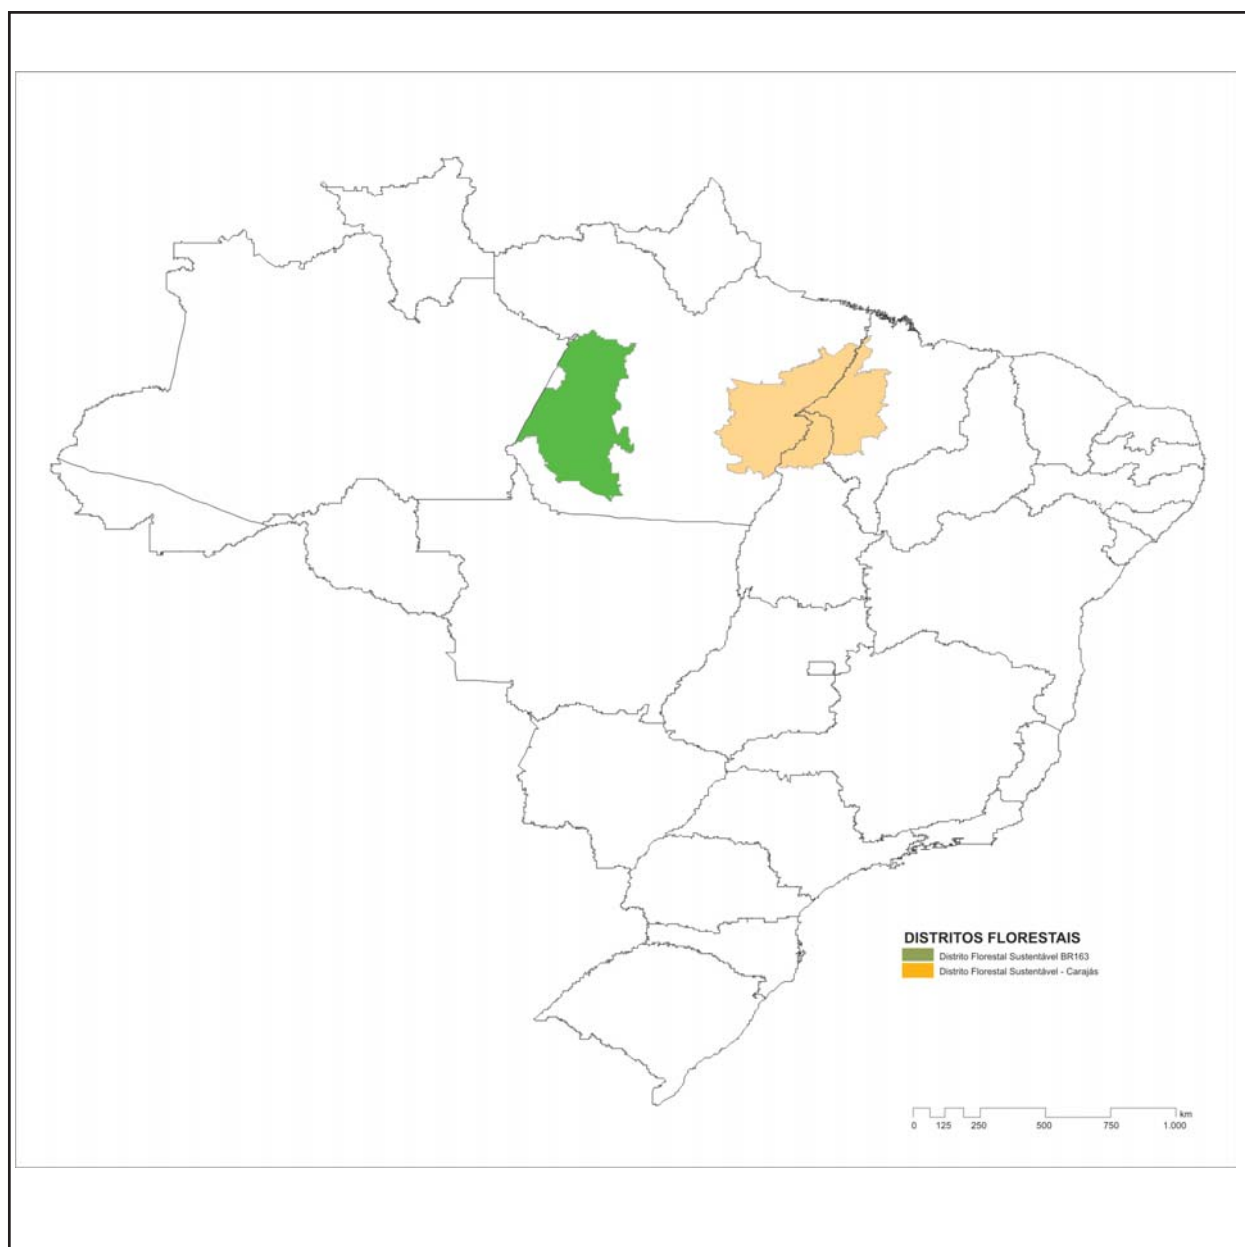 DISTRITOS FLORESTAIS
Distrito Florestal Sustentável BR163
Distrito Florestal Sustentável - Carajás
km
0 125 250 500 750 1.000